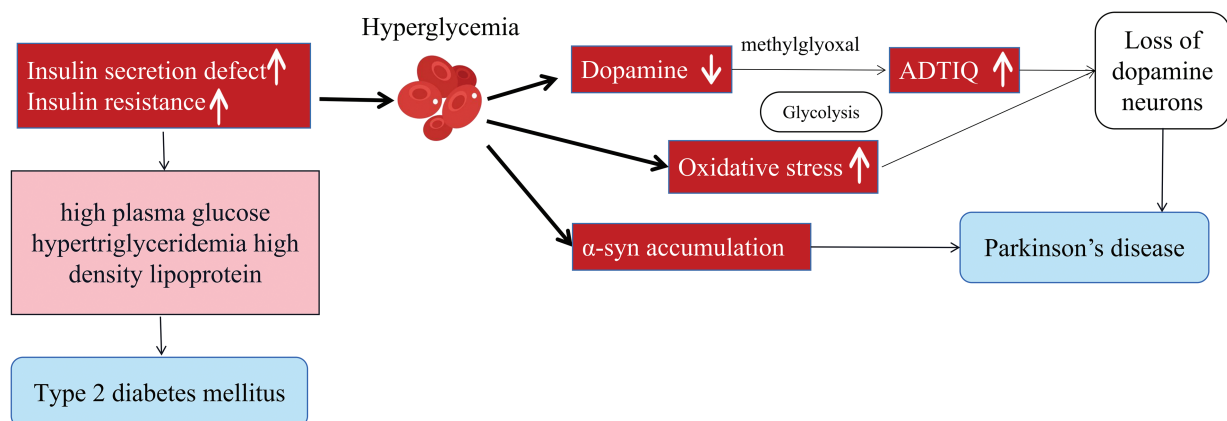 Hyperglycemia
Insulin secretion defect
Insulin resistance
high plasma glucose
hypertriglyceridemia high
density lipoprotein
Type 2 diabetes mellitus
Dopamine
methylglyoxal
ADTIQ
Glycolysis
Oxidative stress
α-syn accumulation
Loss of
dopamine
neurons
Parkinson’s disease